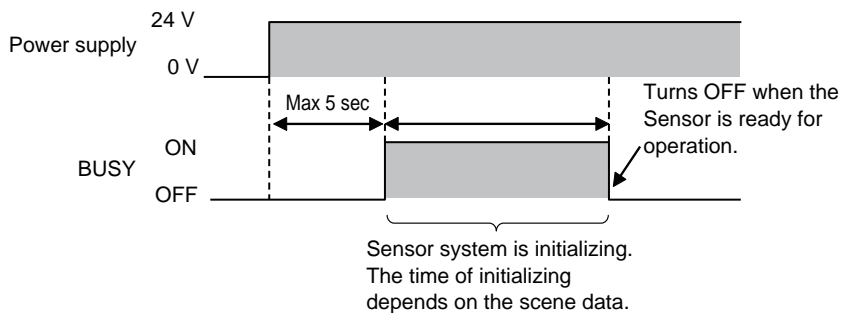 24 V
Power supply
0 V
Max 5 sec
Turns OFF when the
Sensor is ready for
operation.
ON
BUSY
OFF
Sensor system is initializing.
The time of initializing
depends on the scene data.